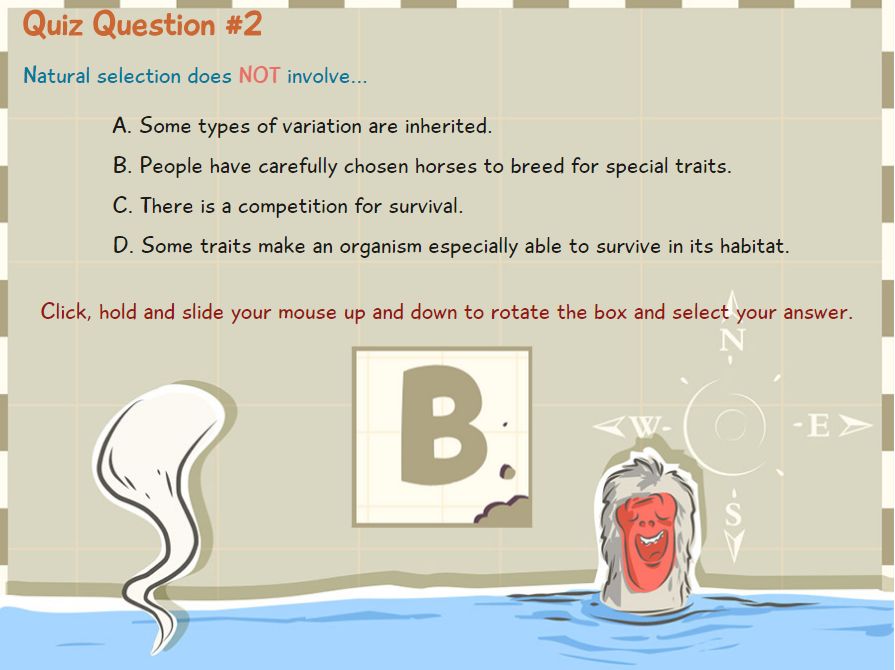 Quiz Question #2
Natural selection does NOT involve...
A. Some types of variation are inherited.
B. People have carefully chosen horses to breed for special traits.
C. There is a competition for survival.
D. Some traits make an organism especially able to survive in its habitat.
Click, hold and slide your mouse up and down to rotate the box and select your answer.
N
B
W
E
S